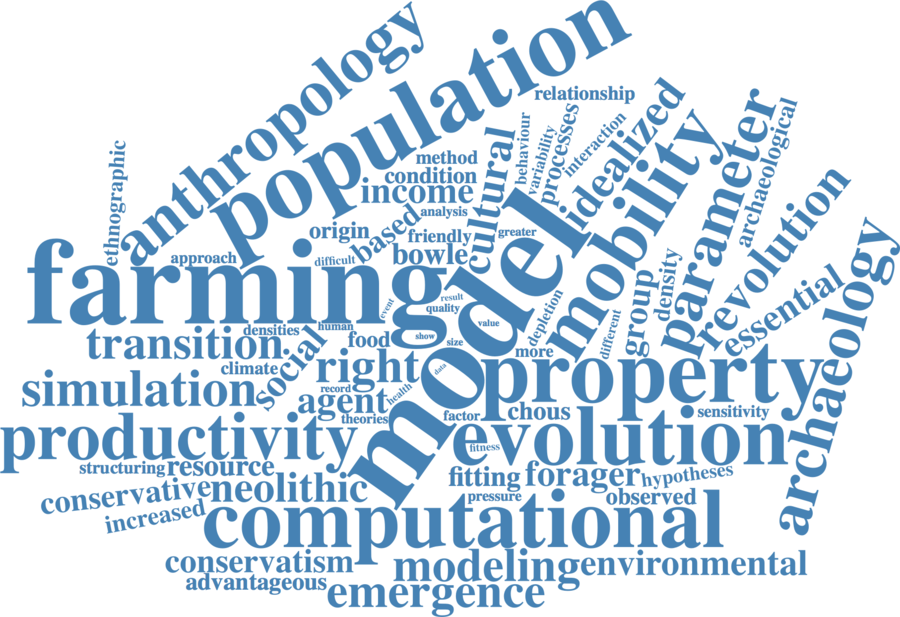 anthropology
population
relationship
ethnographic
method
condition
income
analysis
cultural
behaviour
variability
processes
interaction
idealized
mobility
parameter
archaeological
origin
based
friendly
bowle
greater
approach
difficult
farming
model
revolution
event
result
quality
value
depletion
different
group
density
essential
archaeology
densities
human
show
size
transition
social
food
more
climate
right
data
property
simulation
record
health
agent
theories
factor
chous
sensitivity
productivity
evolution
fitness
structuring
resource
fitting
forager
hypotheses
conservative
neolithic
pressure
observed
increased
computational
conservatism
modeling
environmental
advantageous
emergence